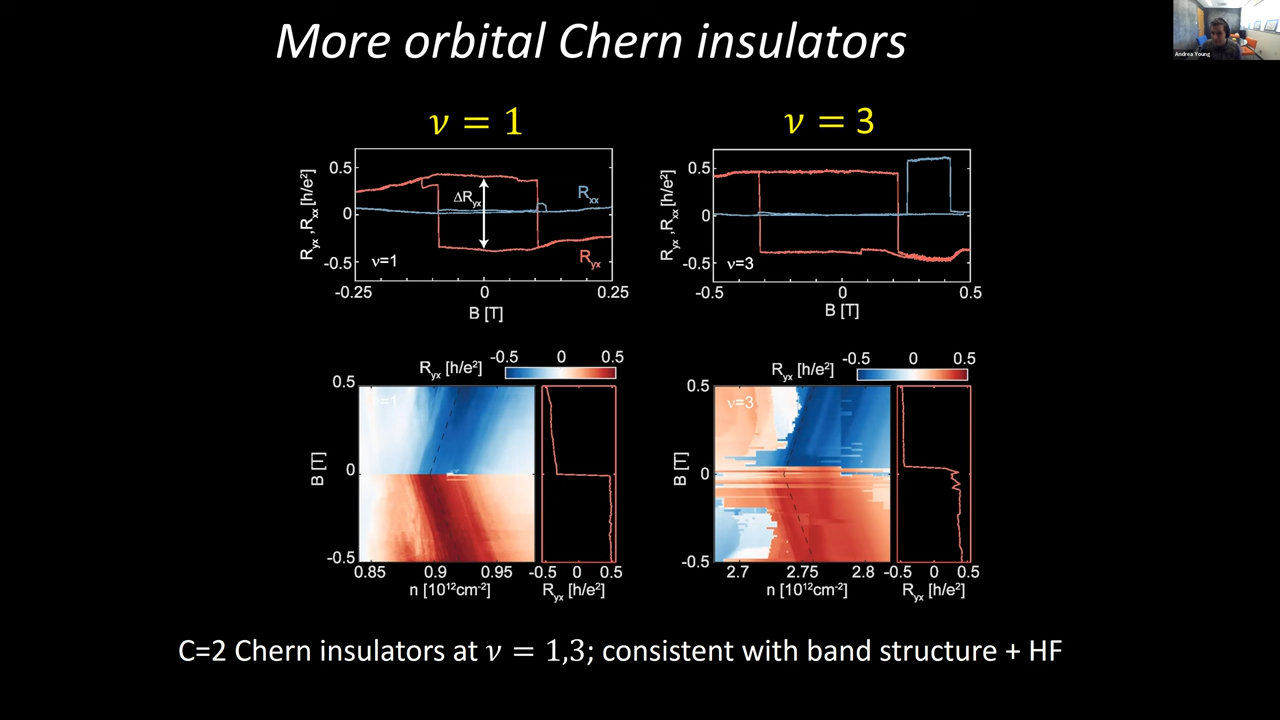 More orbital Chern insulators
Andrea Young
ν = 1
ν = 3
R_yx, R_xx [h/e²]
0.5
0
-0.5
ΔR_yx
R_xx
R_yx
ν=1
-0.25
0
0.25
B [T]
R_yx, R_xx [h/e²]
0.5
0
-0.5
ν=3
-0.5
0
0.5
B [T]
R_yx [h/e²]
-0.5 0 0.5
B [T]
0.5
0
-0.5
=1
0.85 0.9 0.95
n [10¹²cm⁻²]
-0.5 0 0.5
R_yx [h/e²]
R_yx [h/e²]
-0.5 0 0.5
B [T]
0.5
0
-0.5
ν=3
2.7 2.75 2.8
n [10¹²cm⁻²]
-0.5 0 0.5
R_yx [h/e²]
C=2 Chern insulators at ν = 1,3; consistent with band structure + HF